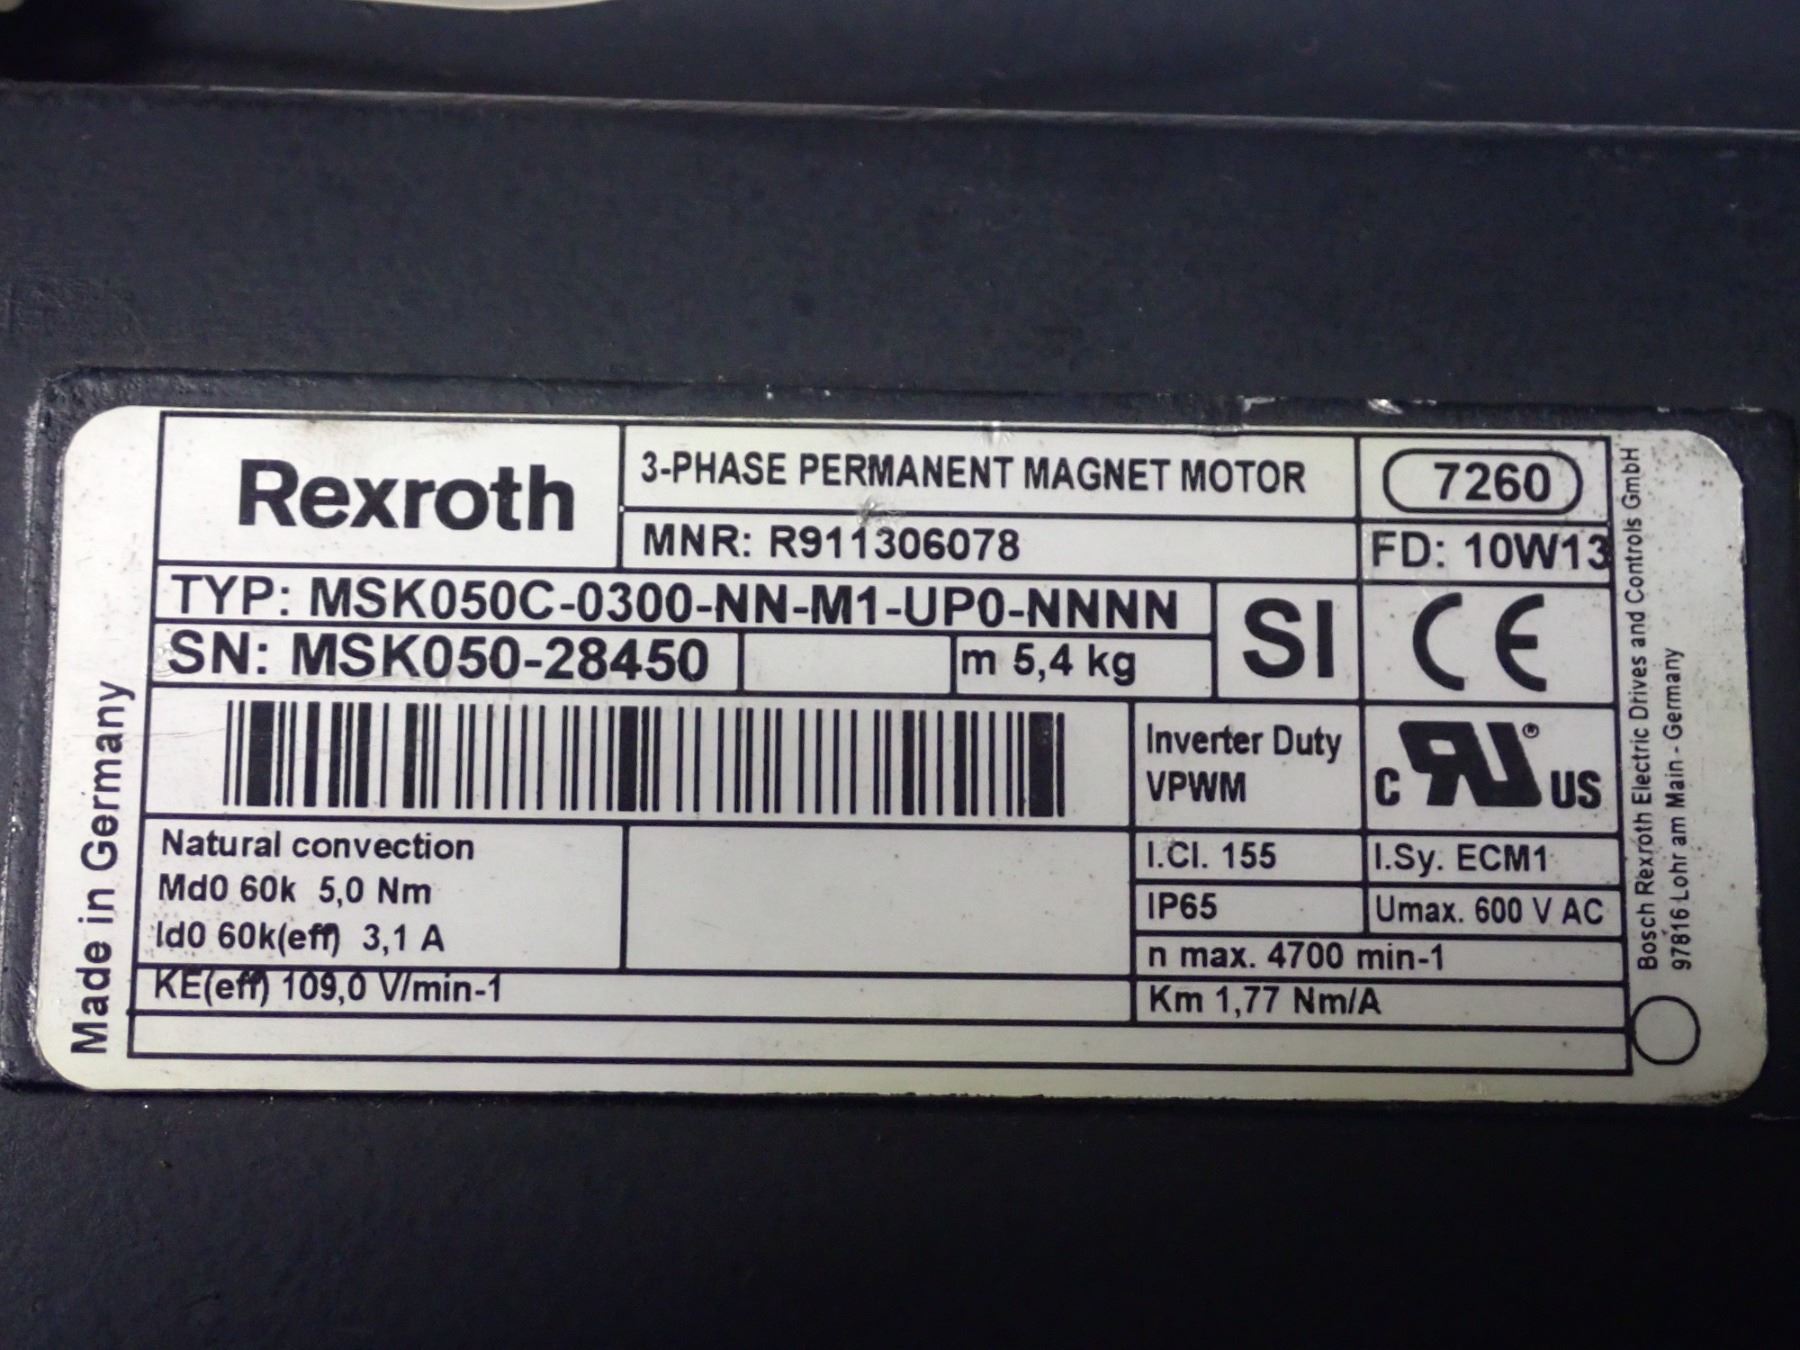 Rexroth
3-PHASE PERMANENT MAGNET MOTOR
7260
MNR: R911306078
FD: 10W13
TYP: MSK050C-0300-NN-M1-UP0-NNNN
SI
CE
SN: MSK050-28450
m 5,4 kg
Inverter Duty
VPWM
C RU® US
Natural convection
Md0 60k 5,0 Nm
Id0 60k(eff) 3,1 A
I.Cl. 155
I.Sy. ECM1
IP65
Umax. 600 V AC
n max. 4700 min-1
KE(eff) 109,0 V/min-1
Km 1,77 Nm/A
Made in Germany
Bosch Rexroth Electric Drives and Controls GmbH
97816 Lohr am Main - Germany